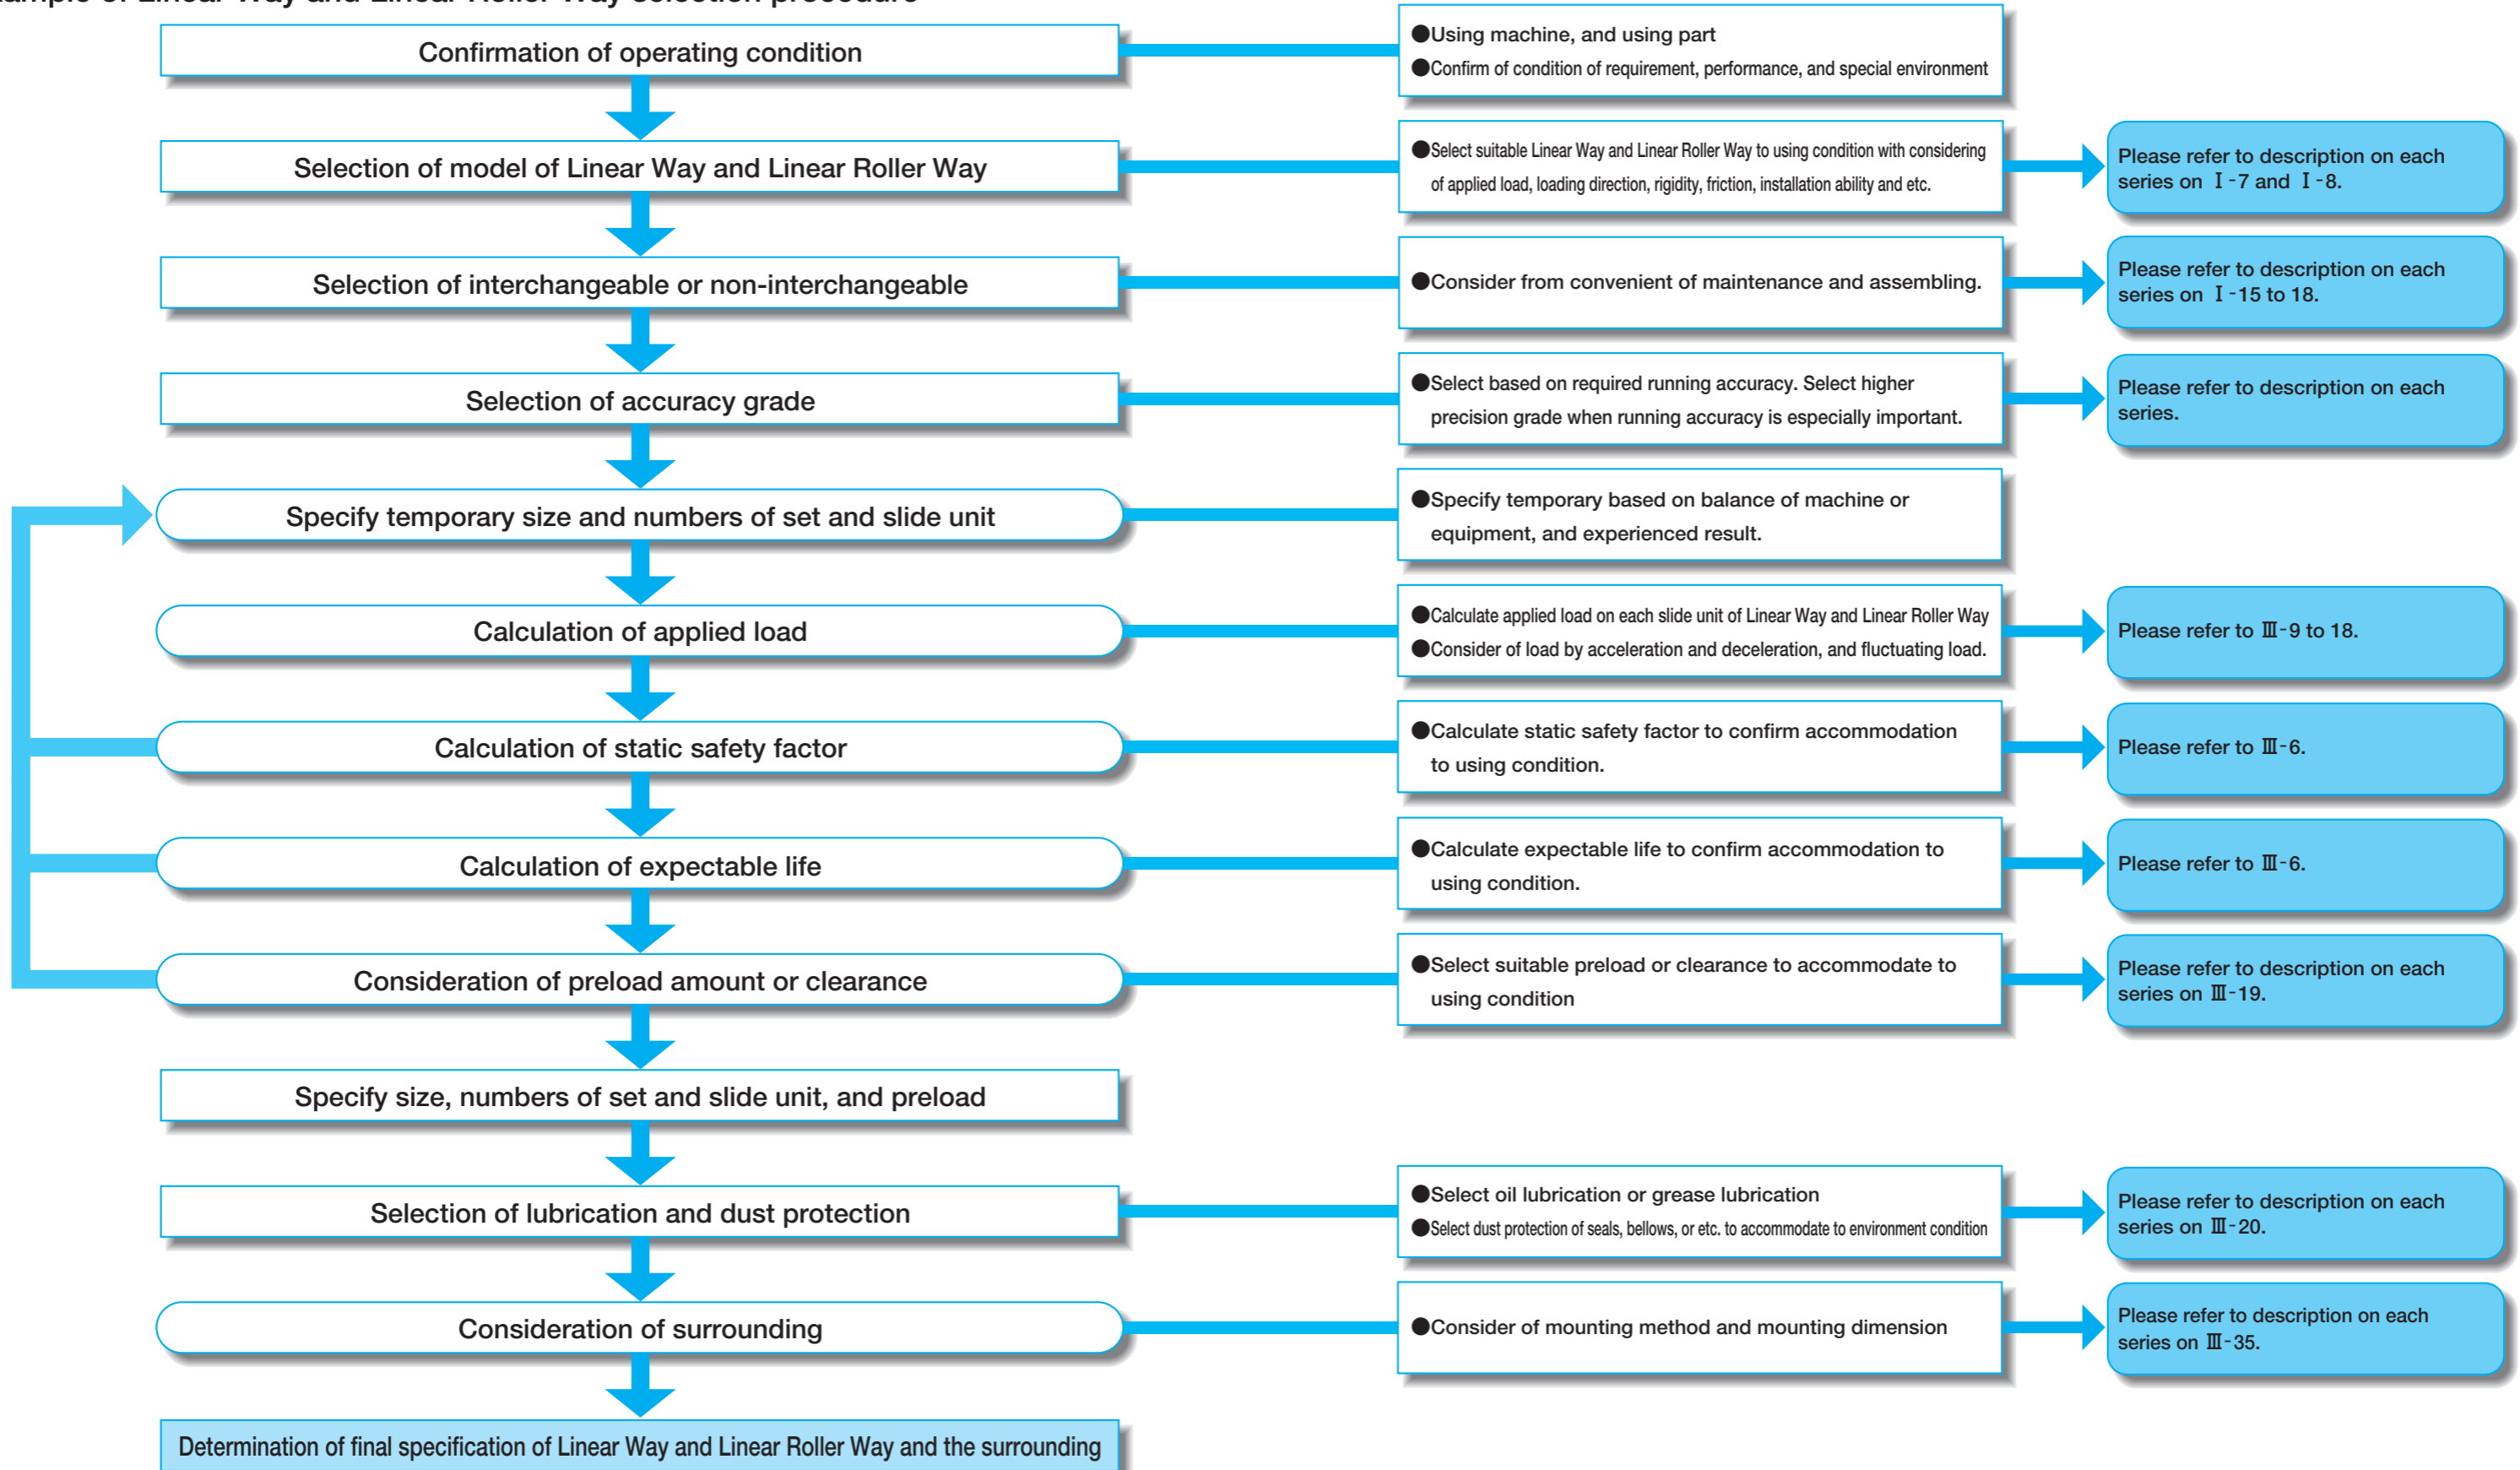 ample of Linear Way and Linear Roller Way selection procedure
Confirmation of operating condition
●Using machine, and using part
●Confirm of condition of requirement, performance, and special environment
Selection of model of Linear Way and Linear Roller Way
●Select suitable Linear Way and Linear Roller Way to using condition with considering
of applied load, loading direction, rigidity, friction, installation ability and etc.
Please refer to description on each
series on Ⅰ-7 and Ⅰ-8.
Selection of interchangeable or non-interchangeable
●Consider from convenient of maintenance and assembling.
Please refer to description on each
series on Ⅰ-15 to 18.
Selection of accuracy grade
●Select based on required running accuracy. Select higher
precision grade when running accuracy is especially important.
Please refer to description on each
series.
Specify temporary size and numbers of set and slide unit
●Specify temporary based on balance of machine or
equipment, and experienced result.
Calculation of applied load
●Calculate applied load on each slide unit of Linear Way and Linear Roller Way
●Consider of load by acceleration and deceleration, and fluctuating load.
Please refer to Ⅲ-9 to 18.
Calculation of static safety factor
●Calculate static safety factor to confirm accommodation
to using condition.
Please refer to Ⅲ-6.
Calculation of expectable life
●Calculate expectable life to confirm accommodation to
using condition.
Please refer to Ⅲ-6.
Consideration of preload amount or clearance
●Select suitable preload or clearance to accommodate to
using condition
Please refer to description on each
series on Ⅲ-19.
Specify size, numbers of set and slide unit, and preload
Selection of lubrication and dust protection
●Select oil lubrication or grease lubrication
●Select dust protection of seals, bellows, or etc. to accommodate to environment condition
Please refer to description on each
series on Ⅲ-20.
Consideration of surrounding
●Consider of mounting method and mounting dimension
Please refer to description on each
series on Ⅲ-35.
Determination of final specification of Linear Way and Linear Roller Way and the surrounding